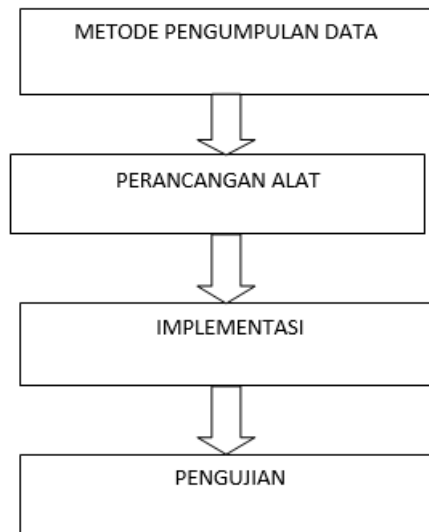 METODE PENGUMPULAN DATA
PERANCANGAN ALAT
IMPLEMENTASI
PENGUJIAN